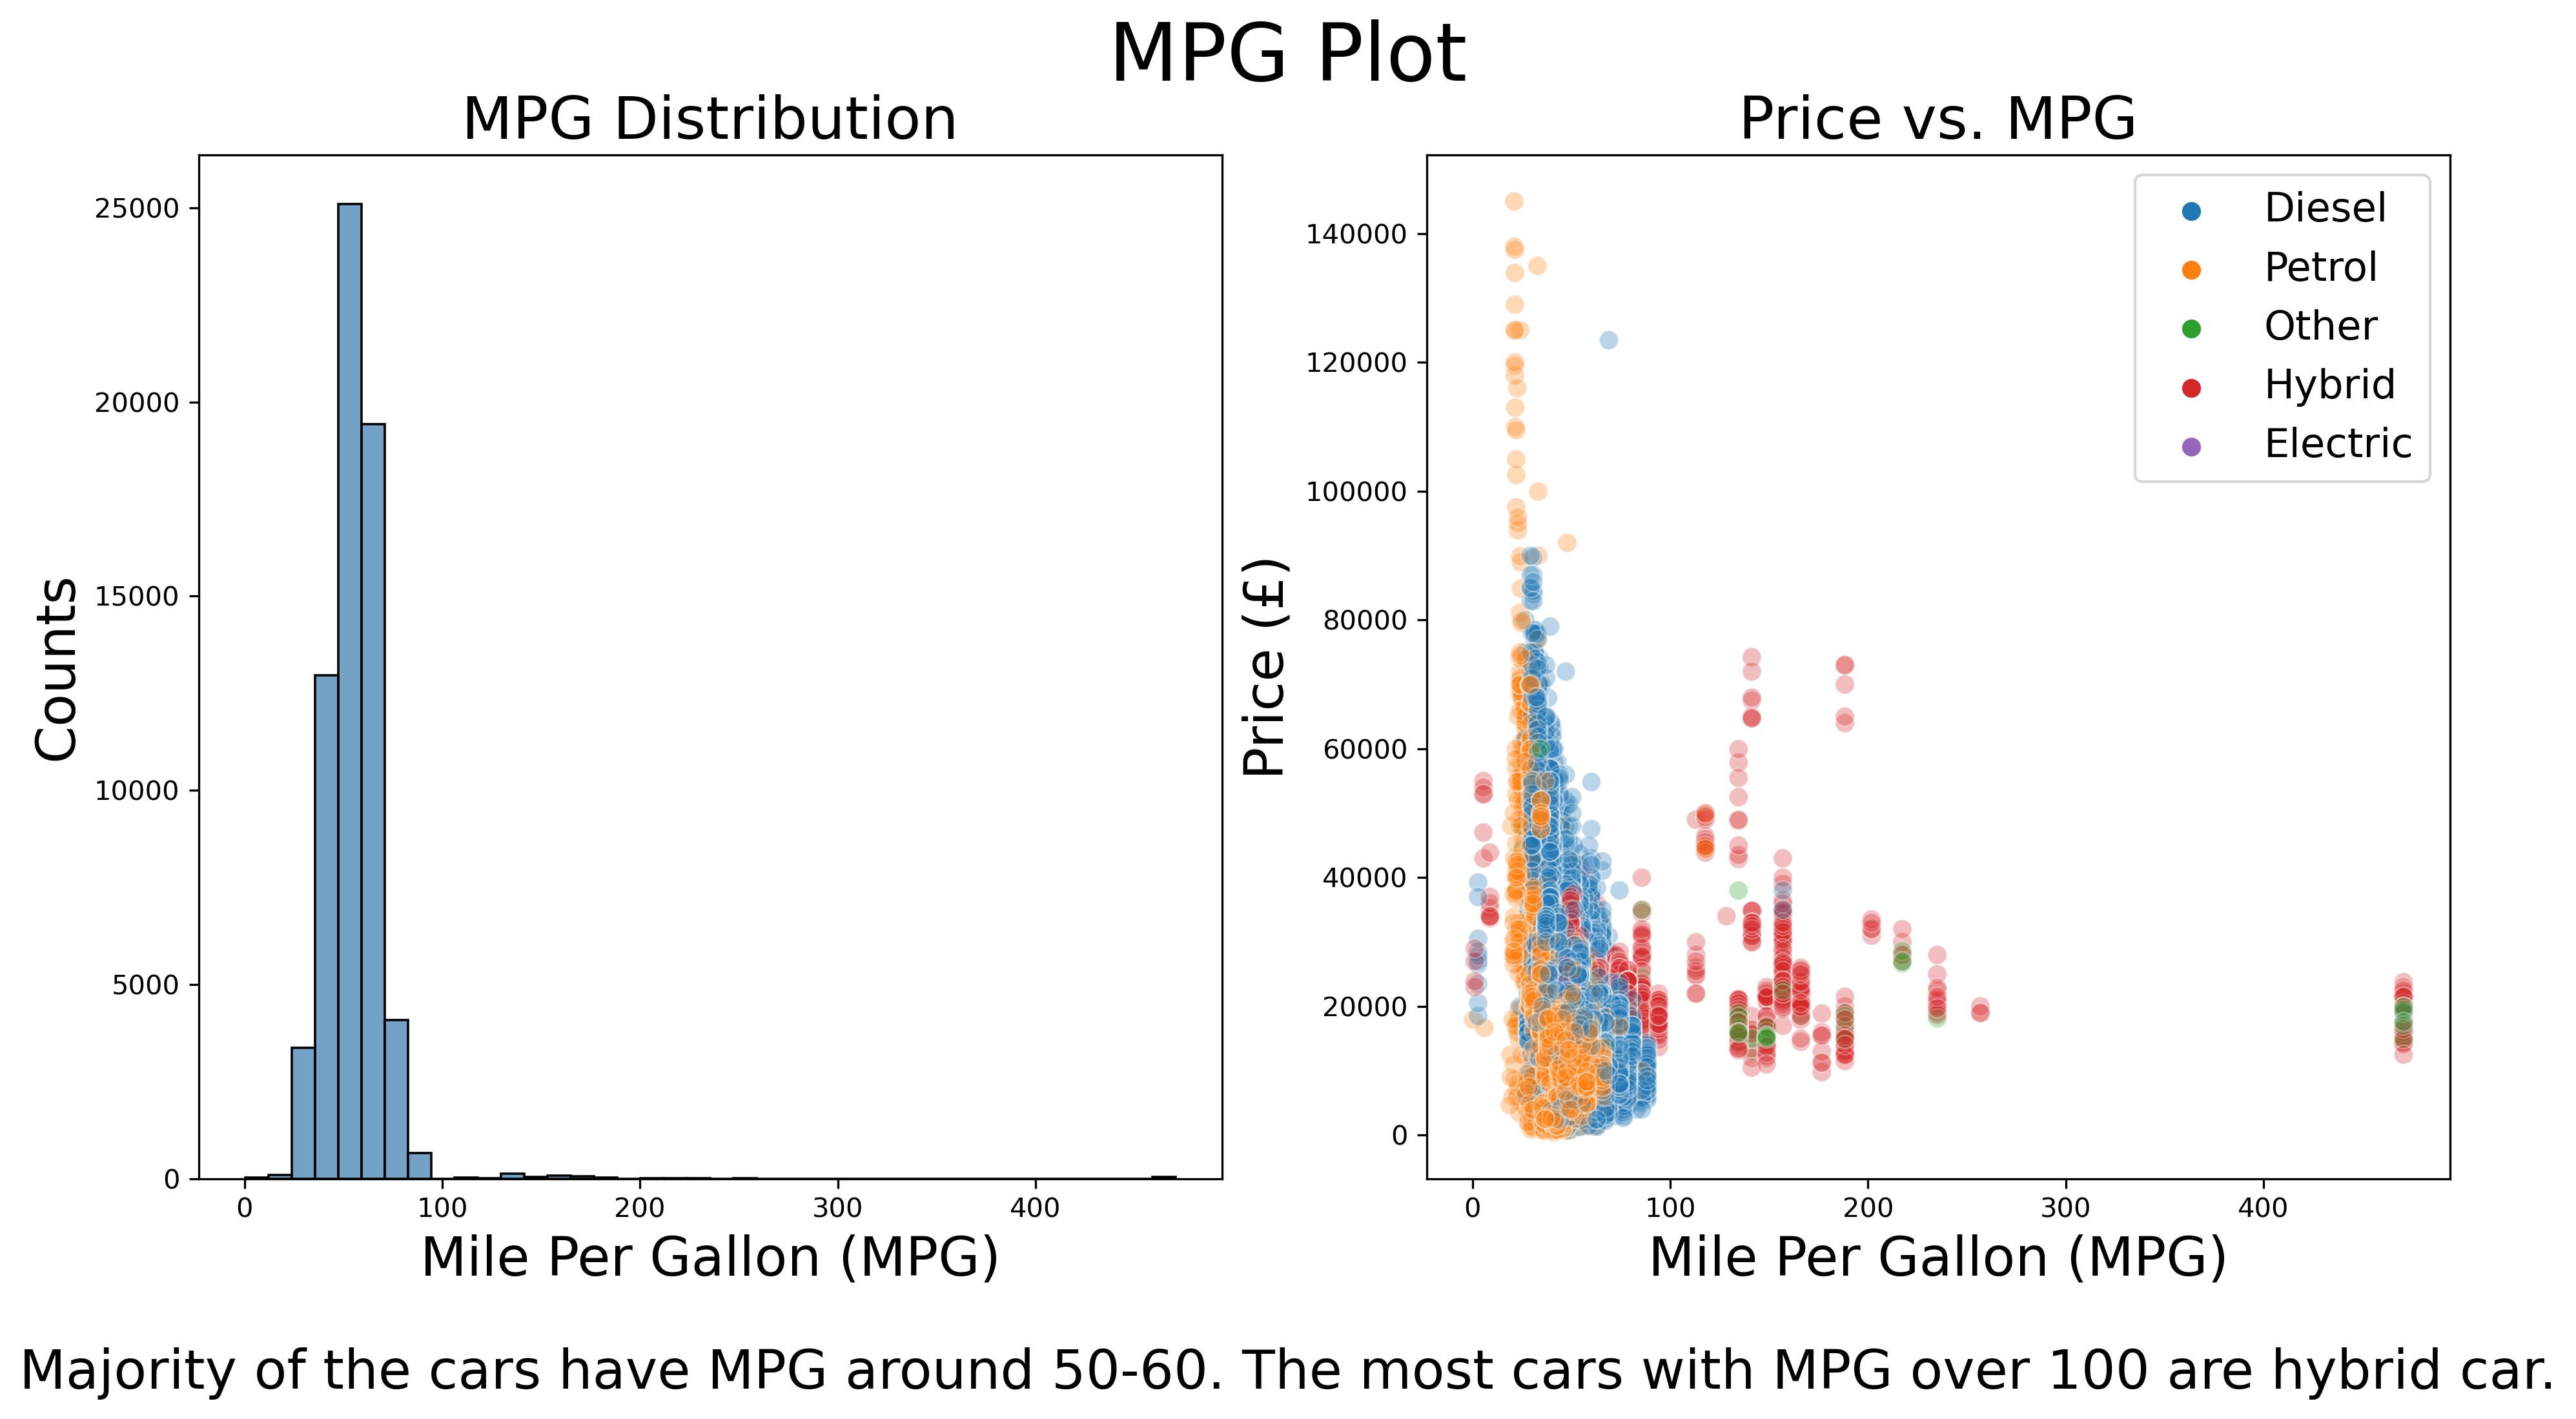 MPG Plot
MPG Distribution
Counts
25000
20000
15000
10000
5000
0
0 100 200 300 400
Mile Per Gallon (MPG)
Price vs. MPG
Price (£)
140000
120000
100000
80000
60000
40000
20000
0
0 100 200 300 400
Mile Per Gallon (MPG)
Diesel
Petrol
Other
Hybrid
Electric
Majority of the cars have MPG around 50-60. The most cars with MPG over 100 are hybrid car.